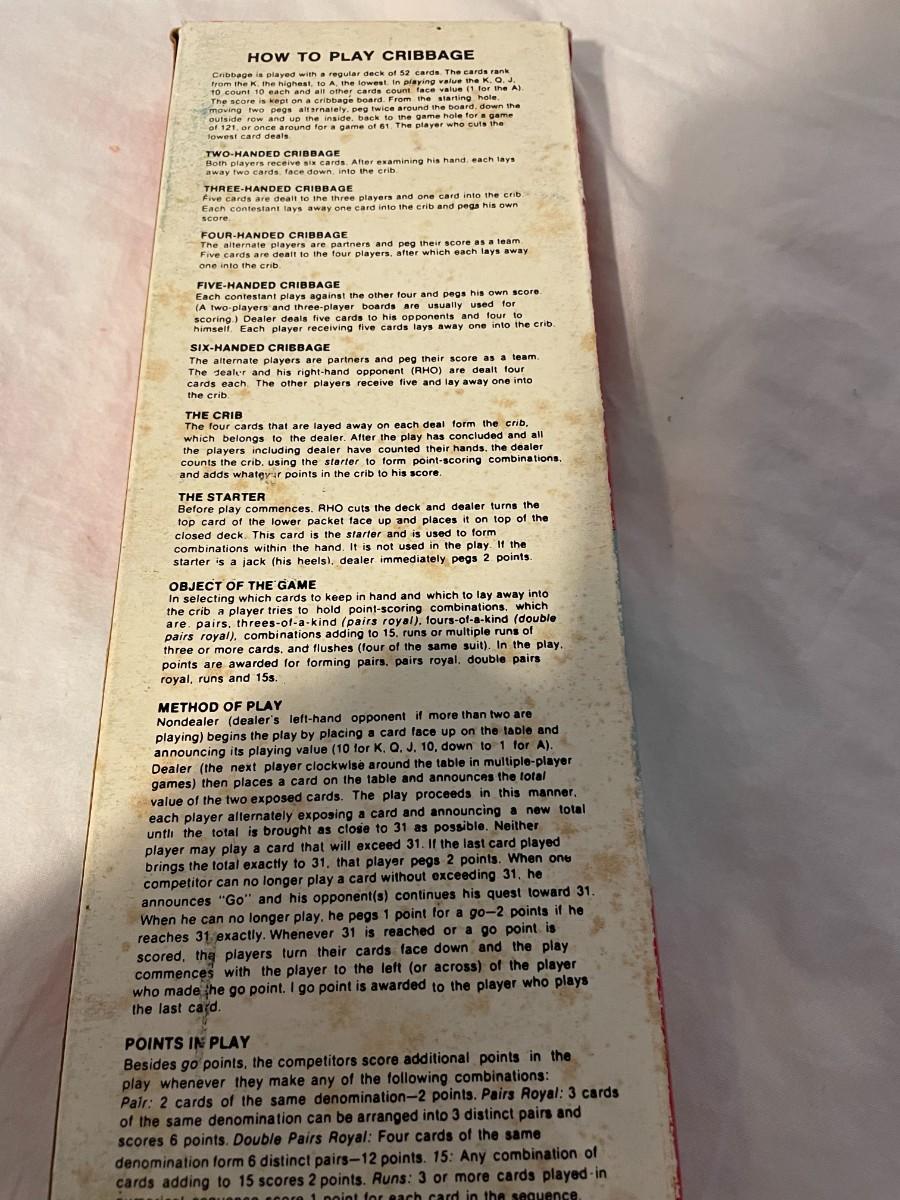 HOW TO PLAY CRIBBAGE
Cribbage is played with a regular deck of 52 cards. The cards rank
from the K, the highest, to A, the lowest. In playing value the K, Q, J,
10 count 10 each and all other cards count face value (1 for the A).
The score is kept on a cribbage board. From the starting hole,
moving two pegs alternately, peg twice around the board, down the
outside row and up the inside, back to the game hole for a game
of 121, or once around for a game of 61. The player who cuts the
lowest card deals.
TWO-HANDED CRIBBAGE
Both players receive six cards. After examining his hand, each lays
away two cards, face down, into the crib.
THREE-HANDED CRIBBAGE
Five cards are dealt to the three players and one card into the crib.
Each contestant lays away one card into the crib and pegs his own
score.
FOUR-HANDED CRIBBAGE
The alternate players are partners and peg their score as a team.
Five cards are dealt to the four players, after which each lays away
one into the crib.
FIVE-HANDED CRIBBAGE
Each contestant plays against the other four and pegs his own score.
(A two-players and three-player boards are usually used for
scoring.) Dealer deals five cards to his opponents and four to
himself. Each player receiving five cards lays away one into the crib.
SIX-HANDED CRIBBAGE
The alternate players are partners and peg their score as a team.
The dealer and his right-hand opponent (RHO) are dealt four
cards each. The other players receive five and lay away one into
the crib.
THE CRIB
The four cards that are layed away on each deal form the crib,
which belongs to the dealer. After the play has concluded and all
the players including dealer have counted their hands, the dealer
counts the crib, using the starter to form point-scoring combinations,
and adds whatever points in the crib to his score.
THE STARTER
Before play commences, RHO cuts the deck and dealer turns the
top card of the lower packet face up and places it on top of the
closed deck. This card is the starter and is used to form
combinations within the hand. It is not used in the play. If the
starter is a jack (his heels), dealer immediately pegs 2 points.
OBJECT OF THE GAME
In selecting which cards to keep in hand and which to lay away into
the crib a player tries to hold point-scoring combinations, which
are. pairs, threes-of-a-kind (pairs royal), fours-of-a-kind (double
pairs royal), combinations adding to 15, runs or multiple runs of
three or more cards, and flushes (four of the same suit). In the play,
points are awarded for forming pairs, pairs royal, double pairs
royal, runs and 15s.
METHOD OF PLAY
Nondealer (dealer's left-hand opponent if more than two are
playing) begins the play by placing a card face up on the table and
announcing its playing value (10 for K, Q, J, 10, down to 1 for A).
Dealer (the next player clockwise around the table in multiple-player
games) then places a card on the table and announces the total
value of the two exposed cards. The play proceeds in this manner,
each player alternately exposing a card and announcing a new total
until the total is brought as close to 31 as possible. Neither
player may play a card that will exceed 31. If the last card played
brings the total exactly to 31, that player pegs 2 points. When one
competitor can no longer play a card without exceeding 31, he
announces "Go" and his opponent(s) continues his quest toward 31.
When he can no longer play, he pegs 1 point for a go—2 points if he
reaches 31 exactly. Whenever 31 is reached or a go point is
scored, the players turn their cards face down and the play
commences with the player to the left (or across) of the player
who made the go point. I go point is awarded to the player who plays
the last card.
POINTS IN PLAY
Besides go points, the competitors score additional points in the
play whenever they make any of the following combinations:
Pair: 2 cards of the same denomination—2 points. Pairs Royal: 3 cards
of the same denomination can be arranged into 3 distinct pairs and
scores 6 points. Double Pairs Royal: Four cards of the same
denomination form 6 distinct pairs—12 points. 15: Any combination of
cards adding to 15 scores 2 points. Runs: 3 or more cards played in
numerical sequence score 1 point for each card in the sequence.